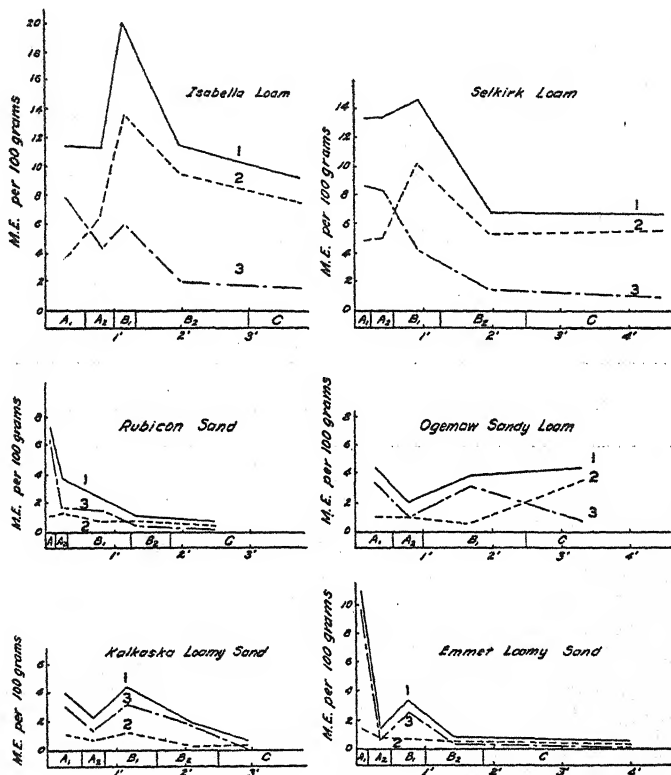 M.E. per 100 grams
20
18
16
14
12
10
8
6
4
2
0
Isabella Loam
1
2
3
A₁ A₂ B₁ B₂ C
1' 2' 3'
M.E. per 100 grams
14
12
10
8
6
4
2
0
Selkirk Loam
1
2
3
A₁ A₂ B₁ B₂ C
1' 2' 3' 4'
M.E. per 100 grams
8
6
4
2
0
Rubicon Sand
1
3
2
A A₂ B₁ B₂ C
1' 2' 3'
M.E. per 100 grams
8
6
4
2
0
Ogemaw Sandy Loam
1
2
3
A₁ A₂ B₁ C
1' 2' 3' 4'
M.E. per 100 grams
6
4
2
0
Kalkaska Loamy Sand
1
3
2
A₁ A₂ B₁ B₂ C
1' 2' 3'
M.E. per 100 grams
10
8
6
4
2
0
Emmet Loamy Sand
1
3
2
A₁ A₂ B₁ B₂ C
1' 2' 3' 4'